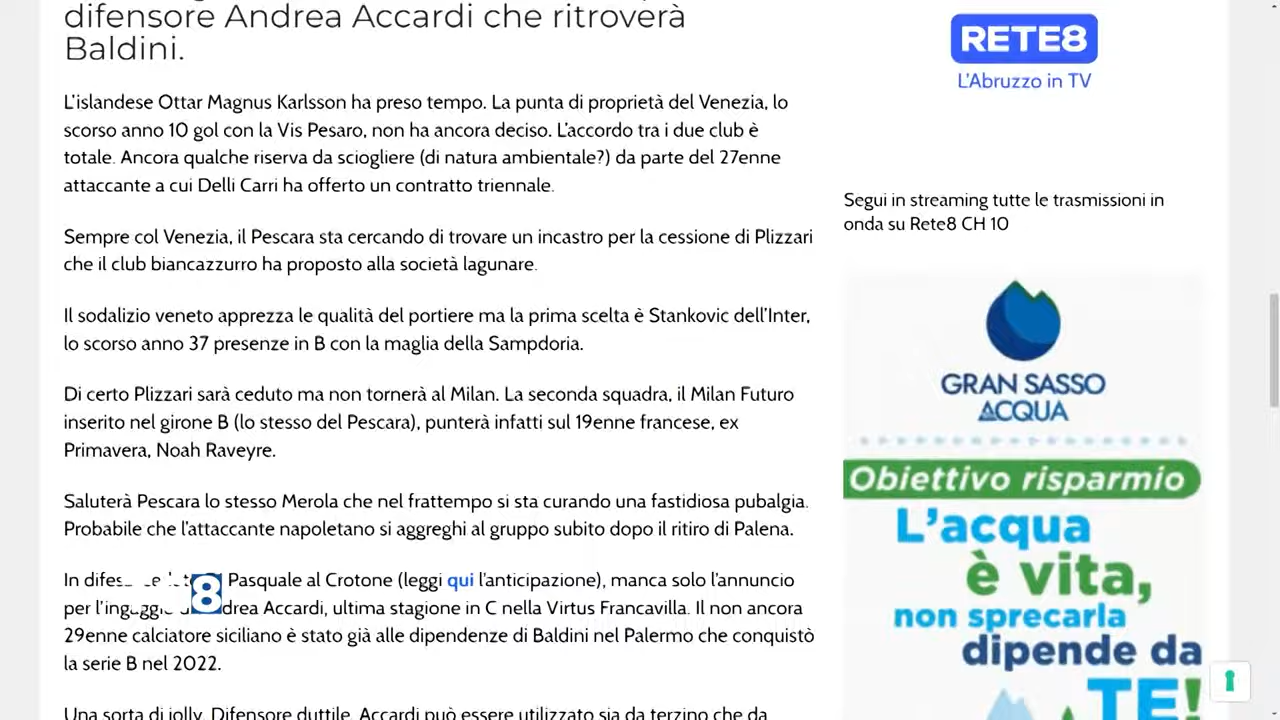 difensore Andrea Accardi che ritroverà
Baldini.
L'islandese Ottar Magnus Karlsson ha preso tempo. La punta di proprietà del Venezia, lo
scorso anno 10 gol con la Vis Pesaro, non ha ancora deciso. L'accordo tra i due club è
totale. Ancora qualche riserva da sciogliere (di natura ambientale?) da parte del 27enne
attaccante a cui Delli Carri ha offerto un contratto triennale.
Sempre col Venezia, il Pescara sta cercando di trovare un incastro per la cessione di Plizzari
che il club biancazzurro ha proposto alla società lagunare.
Il sodalizio veneto apprezza le qualità del portiere ma la prima scelta è Stankovic dell'Inter,
lo scorso anno 37 presenze in B con la maglia della Sampdoria.
Di certo Plizzari sarà ceduto ma non tornerà al Milan. La seconda squadra, il Milan Futuro
inserito nel girone B (lo stesso del Pescara), punterà infatti sul 19enne francese, ex
Primavera, Noah Raveyre.
Saluterà Pescara lo stesso Merola che nel frattempo si sta curando una fastidiosa pubalgia.
Probabile che l'attaccante napoletano si aggreghi al gruppo subito dopo il ritiro di Palena.
In Pasquale al Crotone (leggi qui l'anticipazione), manca solo l'annuncio
per Accardi, ultima stagione in C nella Virtus Francavilla. Il non ancora
29enne calciatore siciliano è stato già alle dipendenze di Baldini nel Palermo che conquistò
la serie B nel 2022.
Una sorta di jolly. Difensore duttile, Accardi può essere utilizzato sia da terzino che da
8
RETE8
L'Abruzzo in TV
Segui in streaming tutte le trasmissioni in
onda su Rete8 CH 10
GRAN SASSO
ACQUA
Obiettivo risparmio
L'acqua
è vita,
non sprecarla
dipende da
TE!